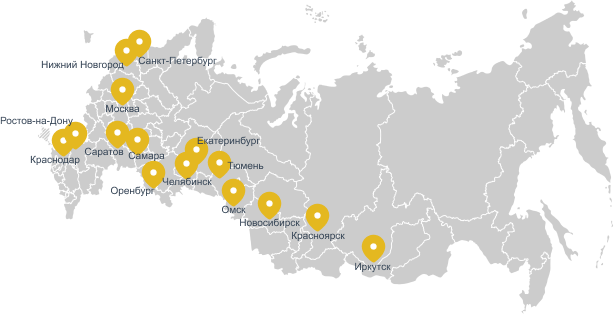 Санкт-Петербург
Нижний Новгород
Москва
Ростов-на-Дону
Краснодар
Саратов
Самара
Екатеринбург
Тюмень
Челябинск
Оренбург
Омск
Новосибирск
Красноярск
Иркутск